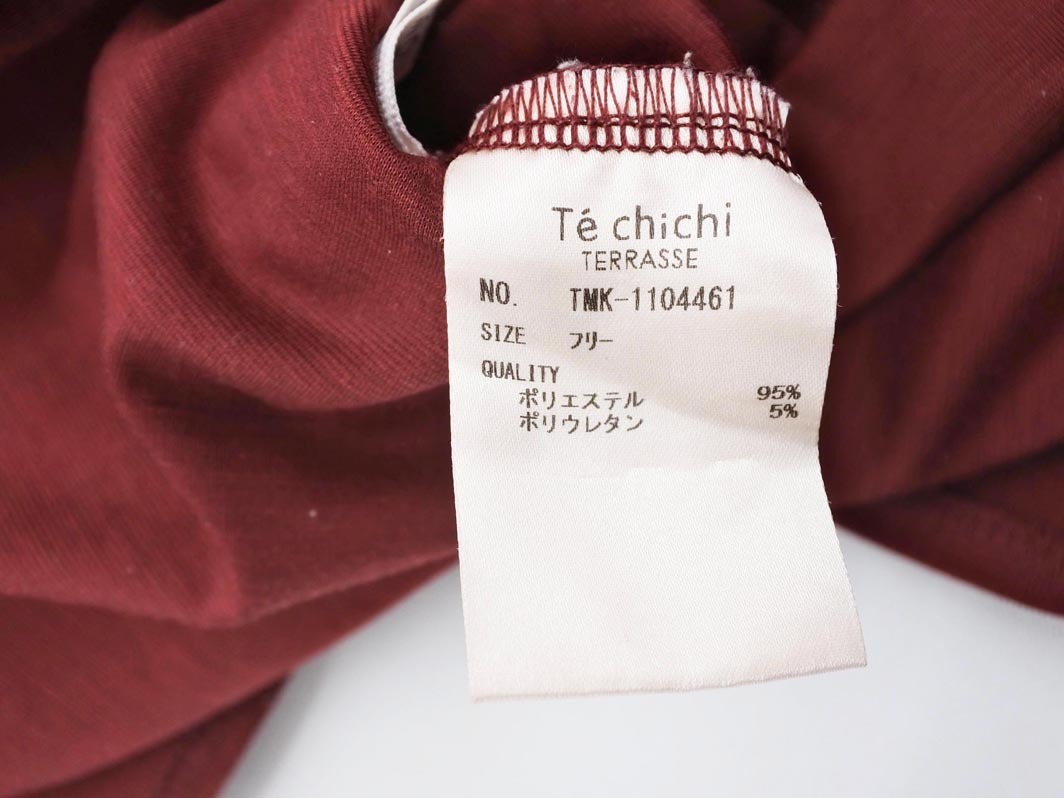 Té chichi
TERRASSE
NO. TMK-1104461
SIZE フリー
QUALITY
ポリエステル 95%
ポリウレタン 5%